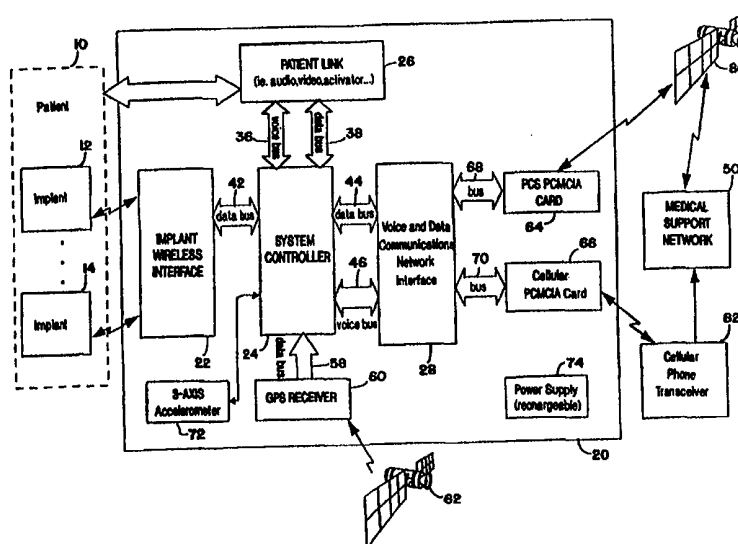 10
Patient
12
Implant
14
Implant
PATIENT LINK
(ie. audio,video,activator...)
26
36
voice bus
data bus
38
IMPLANT
WIRELESS
INTERFACE
22
42
data bus
SYSTEM
CONTROLLER
24
44
data bus
46
voice bus
Voice and Data
Communications
Network
Interface
28
68
bus
PCS PCMCIA
CARD
64
70
bus
66
Cellular
PCMCIA Card
50
MEDICAL
SUPPORT
NETWORK
62
Cellular
Phone
Transceiver
3-AXIS
Accelerometer
72
data bus
58
GPS RECEIVER
60
74
Power Supply
(rechargeable)
20
62